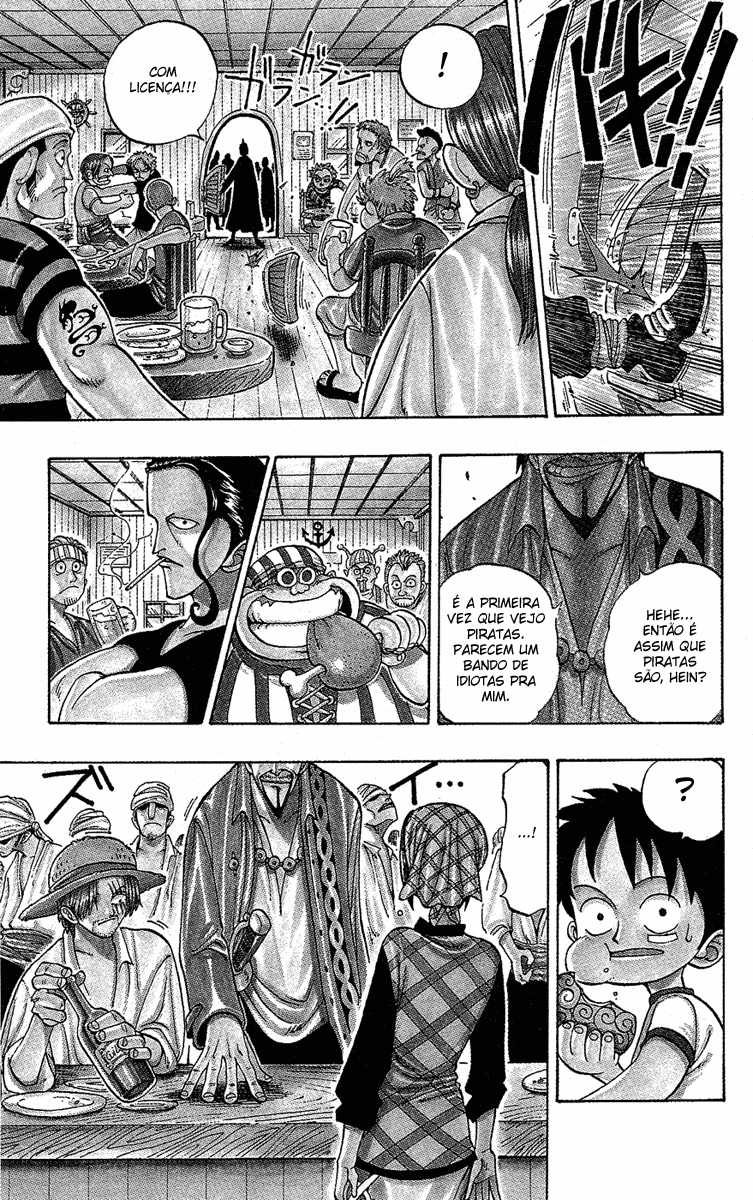 バキ!!
!
ガランガラン!!
COM
LICENÇA!!!
HEHE...
ENTÃO É
ASSIM QUE
PIRATAS
SÃO, HEIN?
É A PRIMEIRA
VEZ QUE VEJO
PIRATAS.
PARECEM UM
BANDO DE
IDIOTAS PRA
MIM.
?
...!
ズイ...